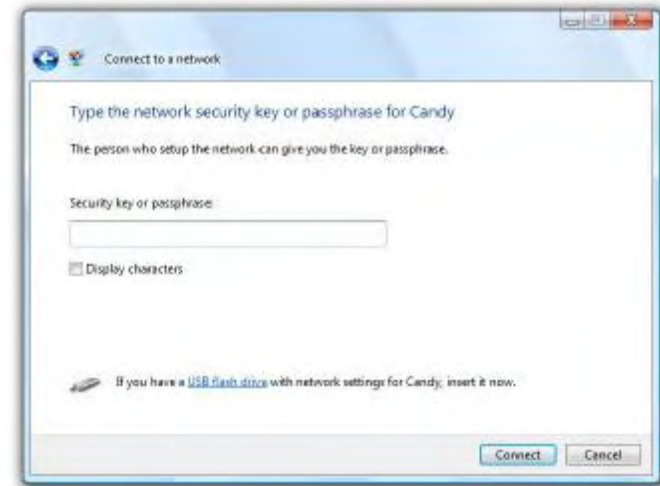 Connect to a network
Type the network security key or passphrase for Candy
The person who setup the network can give you the key or passphrase.
Security key or passphrase:
Display characters
If you have a USB flash drive with network settings for Candy, insert it now.
Connect Cancel